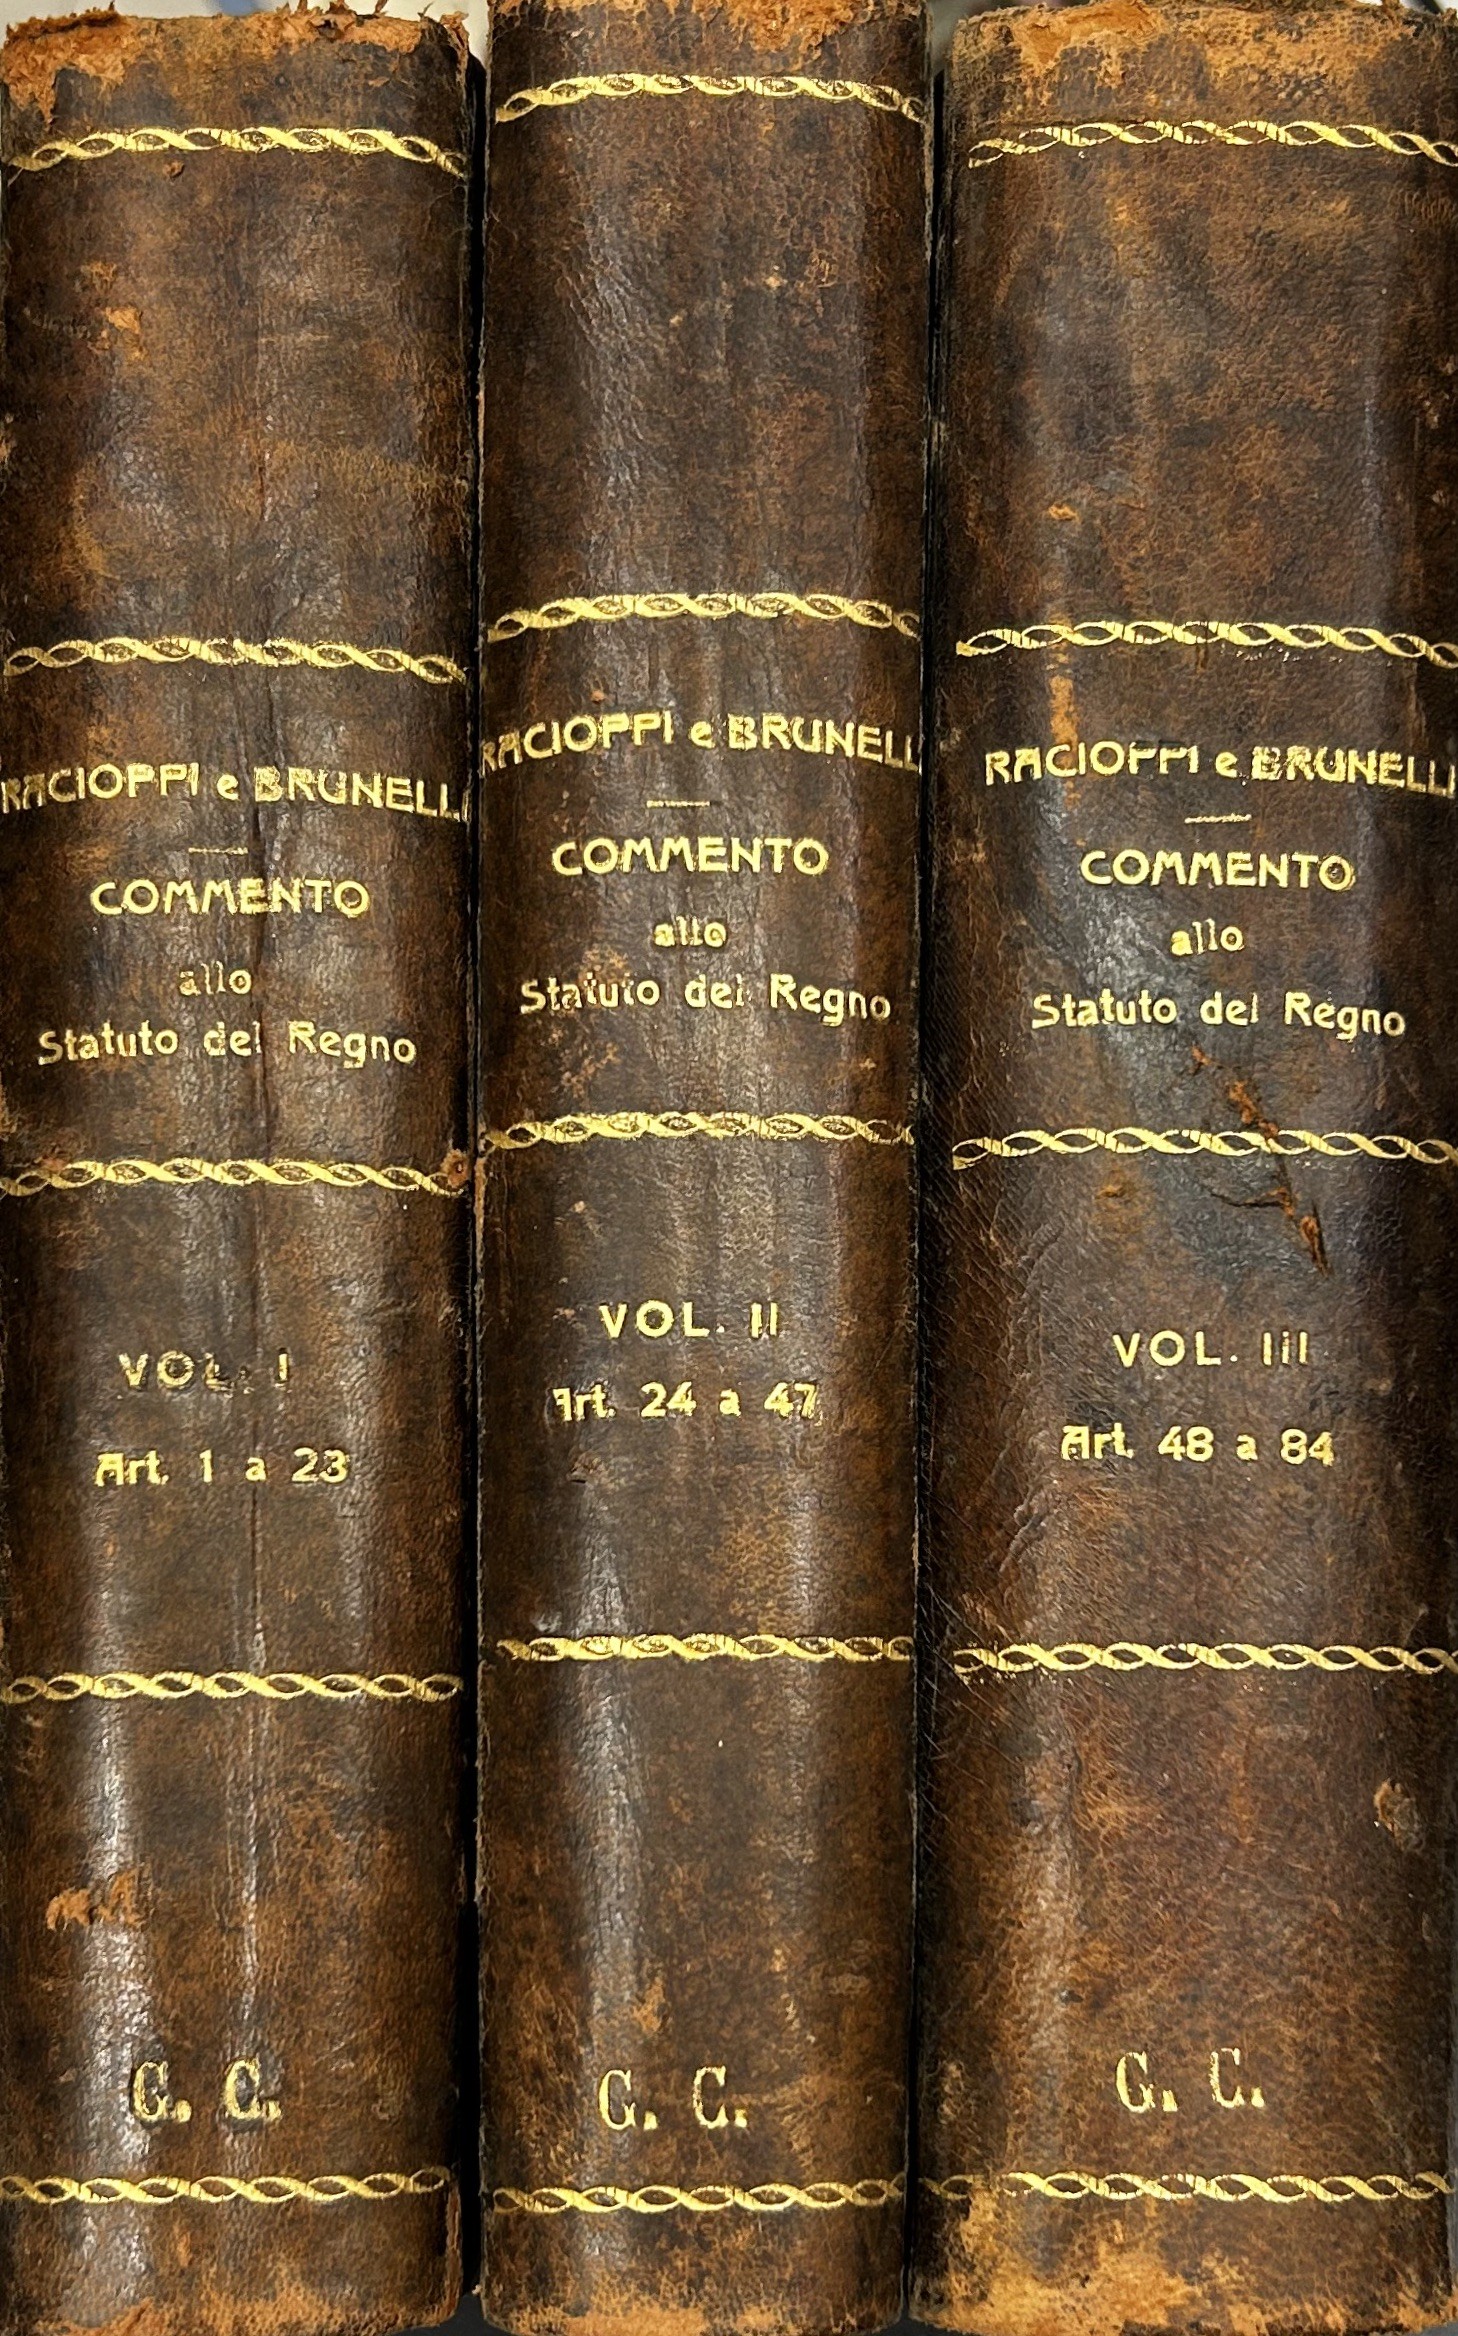 RACIOPPI e BRUNELLI
COMMENTO
allo
Statuto del Regno
VOL. I
Art. 1 a 23
G. C.
RACIOPPI e BRUNELLI
COMMENTO
allo
Statuto del Regno
VOL. II
Art. 24 a 47
G. C.
RACIOPPI e BRUNELLI
COMMENTO
allo
Statuto del Regno
VOL. III
Art. 48 a 84
G. C.